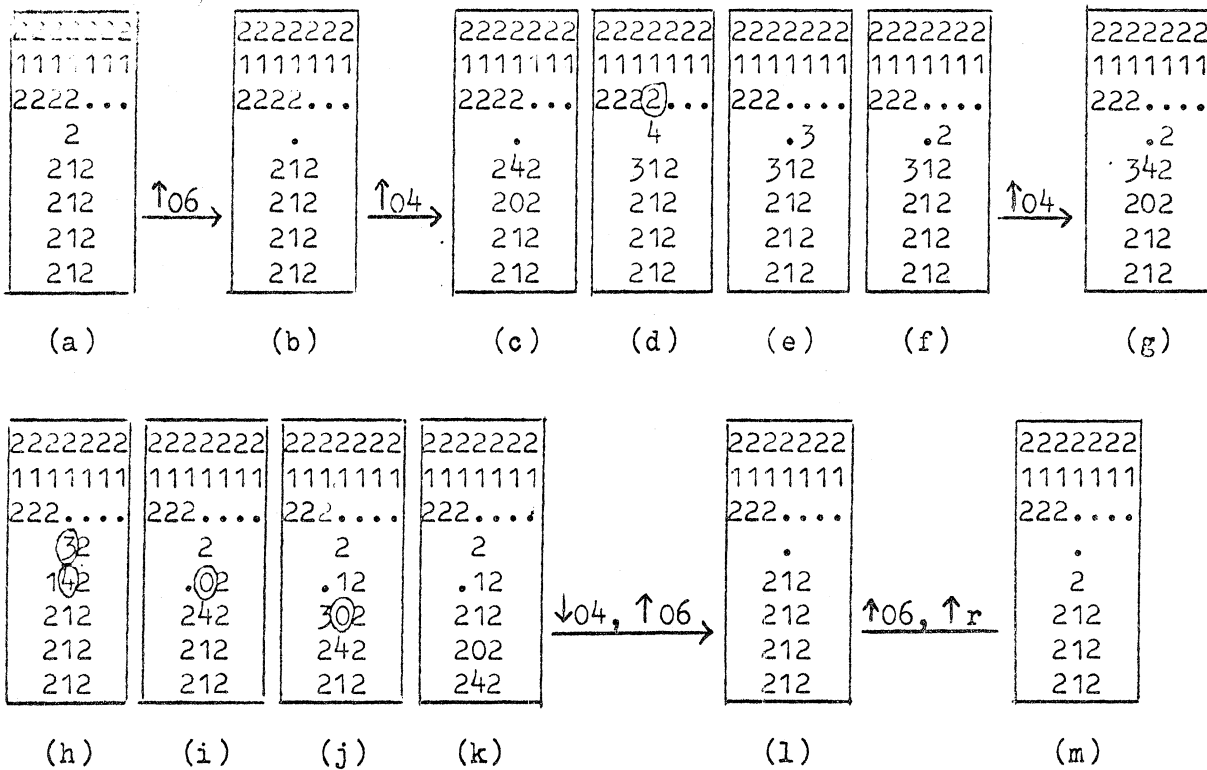 2222222 2222222 2222222 2222222 2222222 2222222 2222222
1111111 1111111 1111111 1111111 1111111 1111111 1111111
2222... 2222... 2222... 2222... 222.... 222.... 222....
2 . . 4 .3 .2 .2
212 212 242 312 312 312 342
212 ↑06 212 ↑04 202 212 212 212 ↑04 202
212 212 212 212 212 212 212
212 212 212 212 212 212 212
(a) (b) (c) (d) (e) (f) (g)
2222222 2222222 2222222 2222222 2222222 2222222
1111111 1111111 1111111 1111111 1111111 1111111
222.... 222.... 222.... 222.... 222.... 222....
32 2 2 2 . .
142 .02 .12 .12 212 2
212 242 302 212 ↓04, ↑06 212 ↑06, ↑r 212
212 212 242 202 212 212
212 212 212 242 212 212
(h) (i) (j) (k) (l) (m)